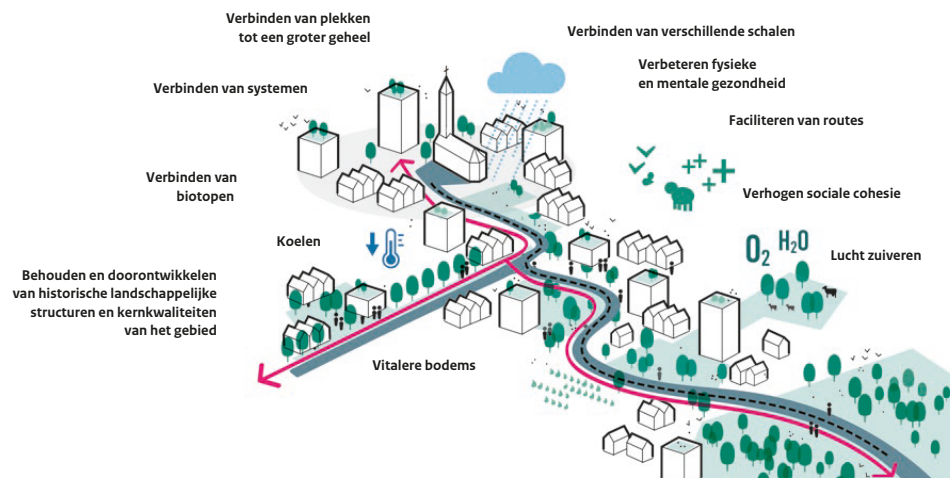 Verbinden van plekken
tot een groter geheel
Verbinden van verschillende schalen
Verbeteren fysieke
en mentale gezondheid
Verbinden van systemen
Faciliteren van routes
Verbinden van
biotopen
Verhogen sociale cohesie
Koelen
O₂ H₂O
Lucht zuiveren
Behouden en doorontwikkelen
van historische landschappelijke
structuren en kernkwaliteiten
van het gebied
Vitalere bodems